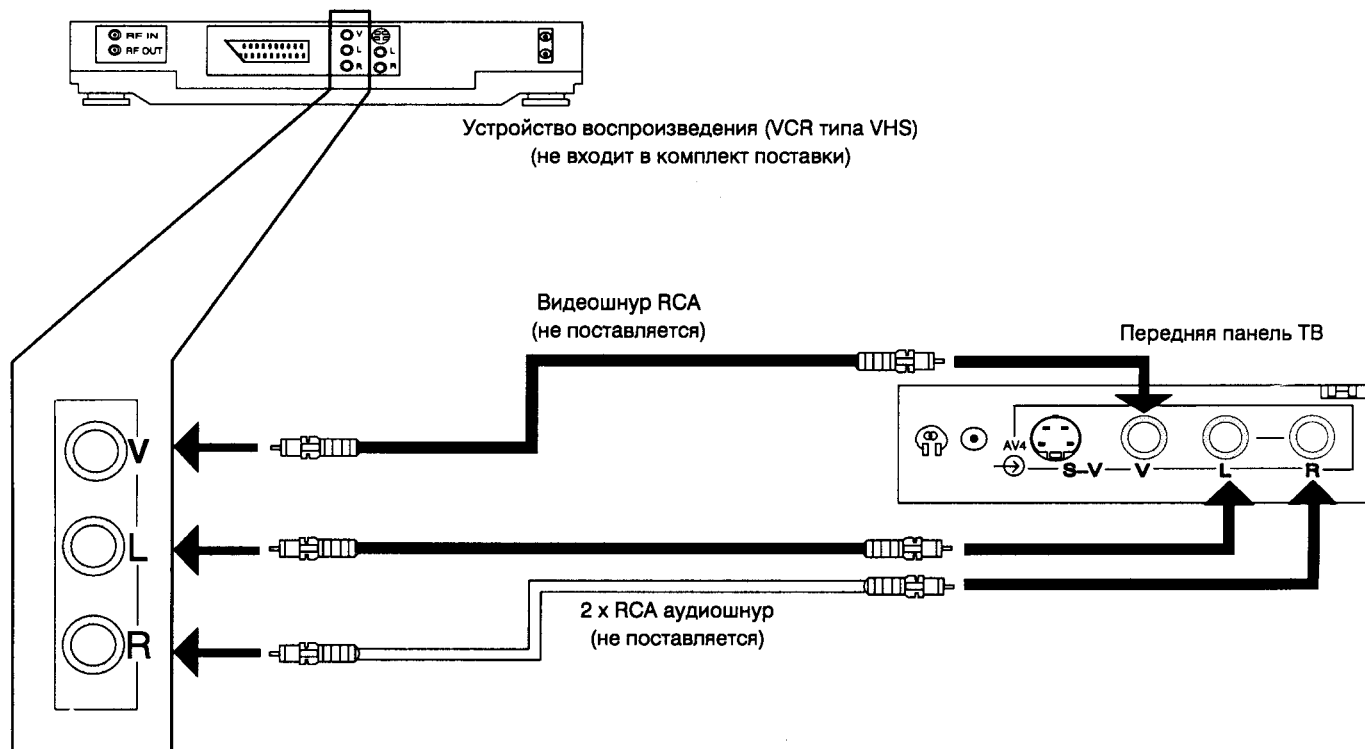 RF IN
RF OUT
V
L
R
L
R
Устройство воспроизведения (VCR типа VHS)
(не входит в комплект поставки)
Видеошнур RCA
(не поставляется)
Передняя панель ТВ
AV4
S-V
V
L
R
V
L
R
2 x RCA аудиошнур
(не поставляется)